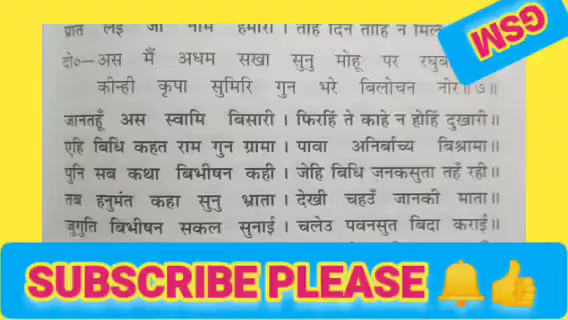 प्रात लेइ जो नाम हमारा । ताहि दिन ताहि न मिल
दो०—अस मैं अधम सखा सुनु मोहू पर
कीन्ही कृपा सुमिरि गुन भरे बिलोचन नीर॥७॥
जानतहूँ अस स्वामि बिसारी । फिरहिं ते काहे न होहिं दुखारी॥
एहि बिधि कहत राम गुन ग्रामा । पावा अनिर्बाच्य बिश्रामा॥
पुनि सब कथा बिभीषन कही । जेहि बिधि जनकसुता तहँ रही॥
तब हनुमंत कहा सुनु भ्राता । देखी चहउँ जानकी माता॥
जुगुति बिभीषन सकल सुनाई । चलेउ पवनसुत बिदा कराई॥
GSM
SUBSCRIBE PLEASE 🔔👍